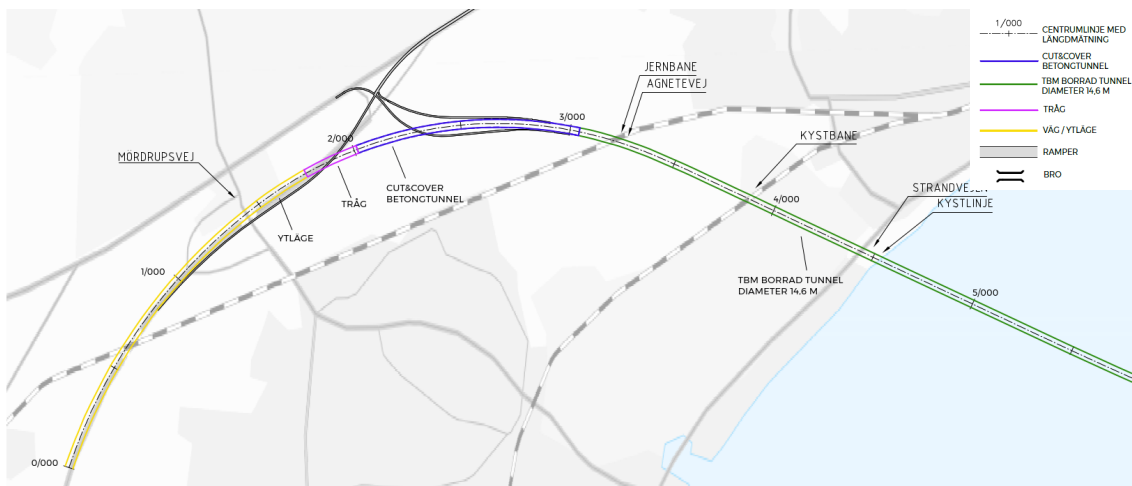 1/000
CENTRUMLINJE MED
LÄNGDMÄTNING
CUT&COVER
BETONGTUNNEL
TBM BORRAD TUNNEL
DIAMETER 14,6 M
TRÅG
VÄG / YTLÄGE
RAMPER
BRO
JERNBANE
AGNETEVEJ
3/000
2/000
KYSTBANE
MÖRDRUPSVEJ
CUT&COVER
BETONGTUNNEL
TRÅG
STRANDVEJEN
KYSTLINJE
4/000
YTLÄGE
1/000
TBM BORRAD TUNNEL
DIAMETER 14,6 M
5/000
0/000